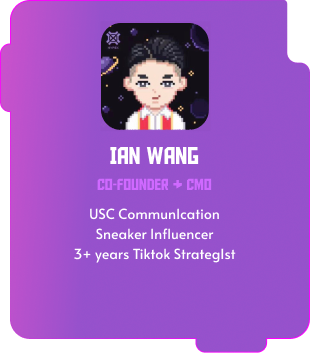 IAN WANG
CO-FOUNDER + CMO
USC CommunIcation
Sneaker Influencer
3+ years Tiktok StrategIst